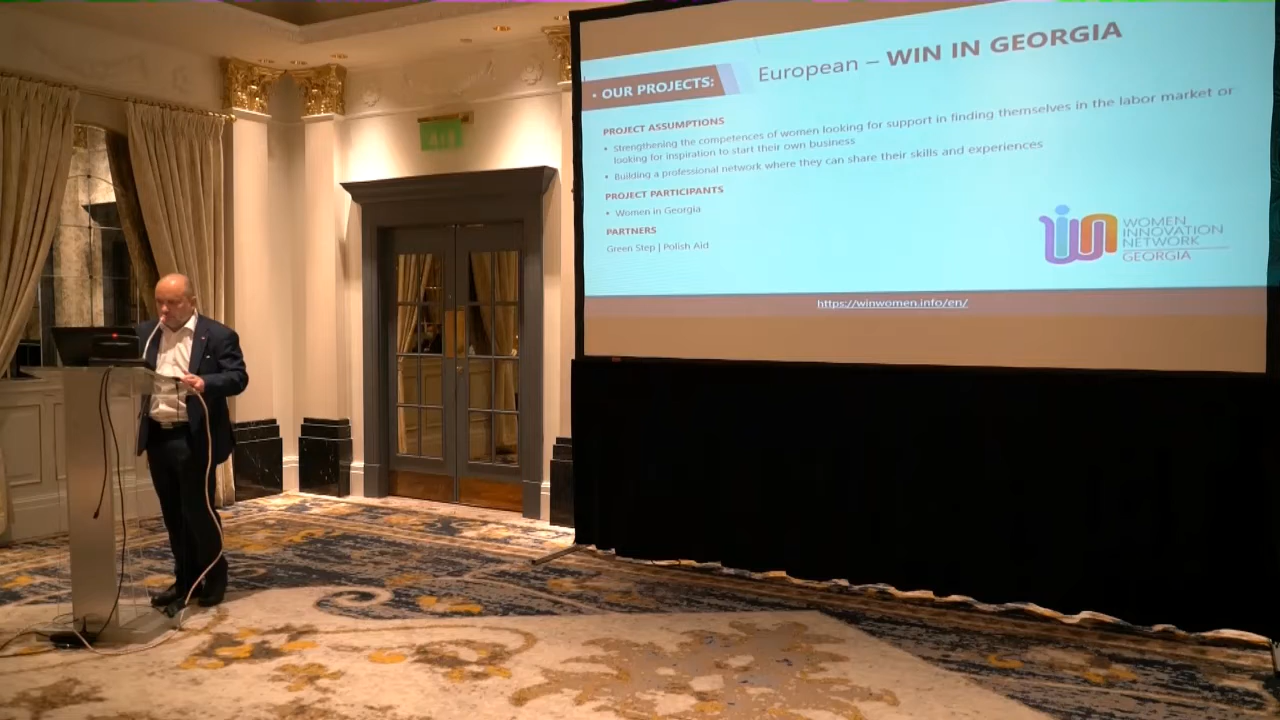 • OUR PROJECTS:
European – WIN IN GEORGIA
PROJECT ASSUMPTIONS
• Strengthening the competences of women looking for support in finding themselves in the labor market or
looking for inspiration to start their own business
• Building a professional network where they can share their skills and experiences
PROJECT PARTICIPANTS
• Women in Georgia
PARTNERS
Green Step | Polish Aid
win
WOMEN
INNOVATION
NETWORK
GEORGIA
https://winwomen.info/en/